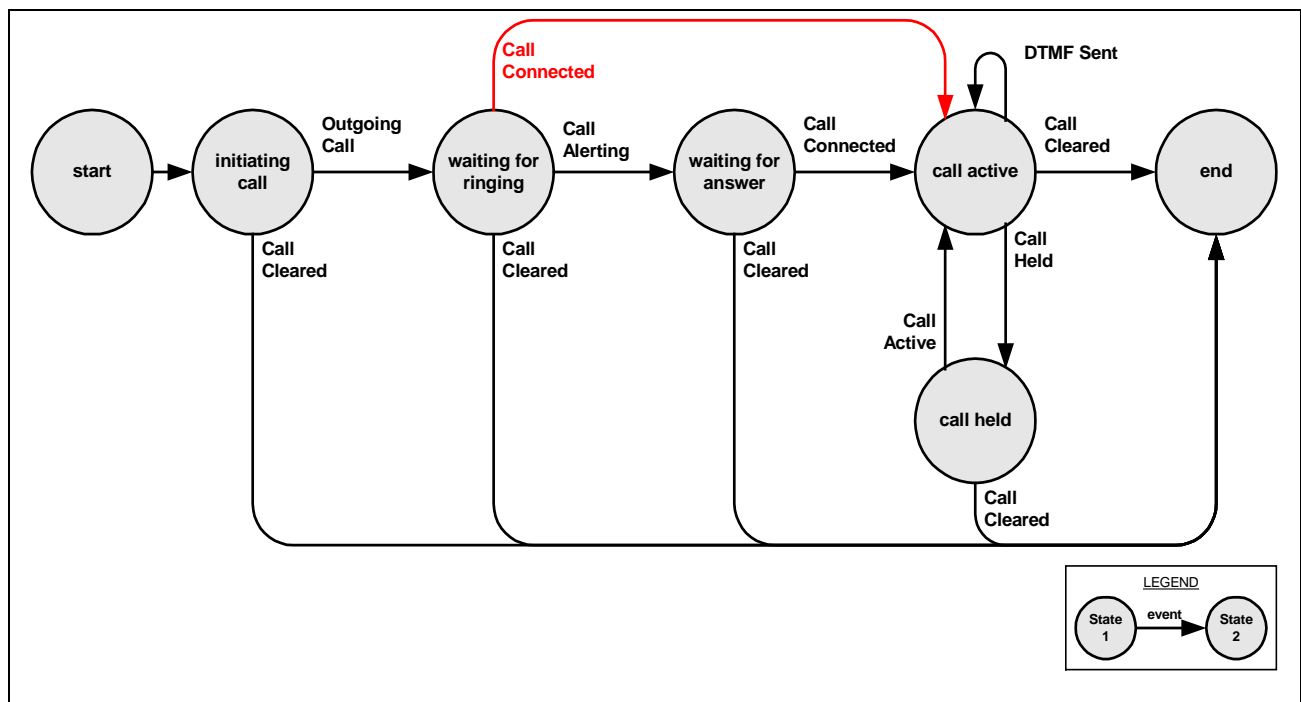 Call
Connected
DTMF Sent
Outgoing
Call
Call
Alerting
Call
Connected
Call
Cleared
start
initiating
call
waiting for
ringing
waiting for
answer
call active
end
Call
Cleared
Call
Cleared
Call
Cleared
Call
Held
Call
Active
call held
Call
Cleared
LEGEND
State
1
event
State
2